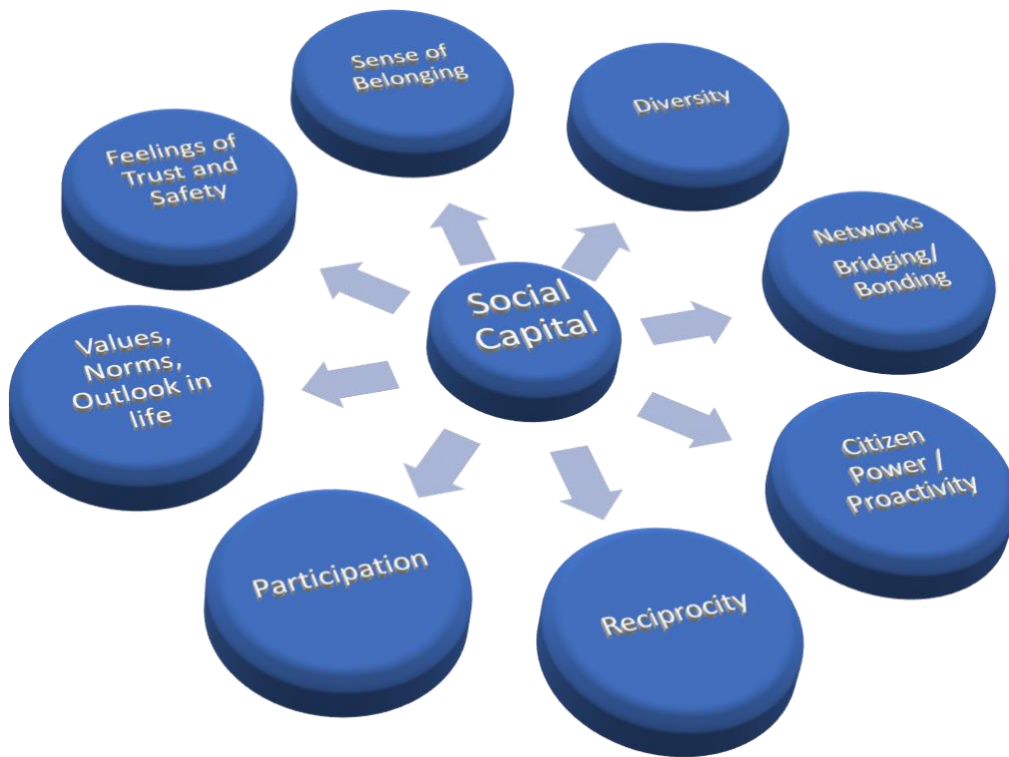 Social
Capital
Sense of
Belonging
Diversity
Networks
Bridging/
Bonding
Citizen
Power /
Proactivity
Reciprocity
Participation
Values,
Norms,
Outlook in
life
Feelings of
Trust and
Safety